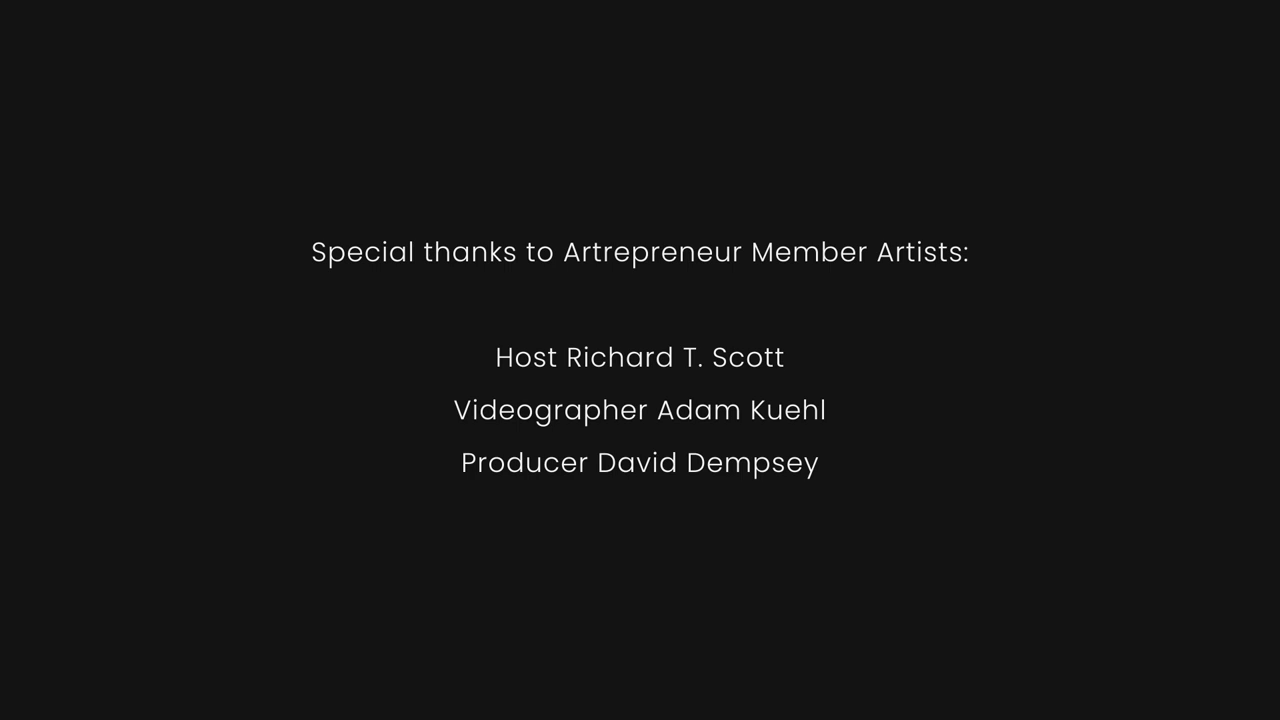 Special thanks to Artrepreneur Member Artists:
Host Richard T. Scott
Videographer Adam Kuehl
Producer David Dempsey